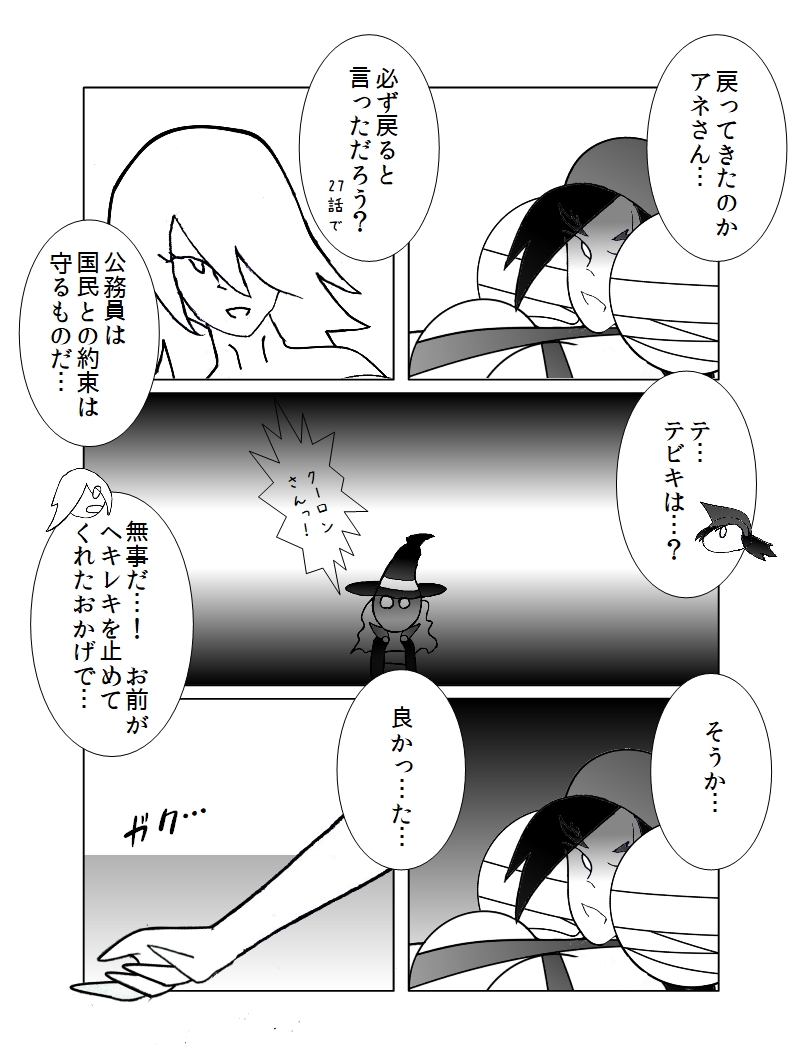 戻ってきたのか
アネさん…
必ず戻ると
言っただろう?
27話で
公務員は
国民との約束は
守るものだ…
テ…
テビキは…?
クーロン
さんっ!
無事だ…! お前が
ヘキレキを止めて
くれたおかげで…
そうか…
良かっ…た…
ガク…